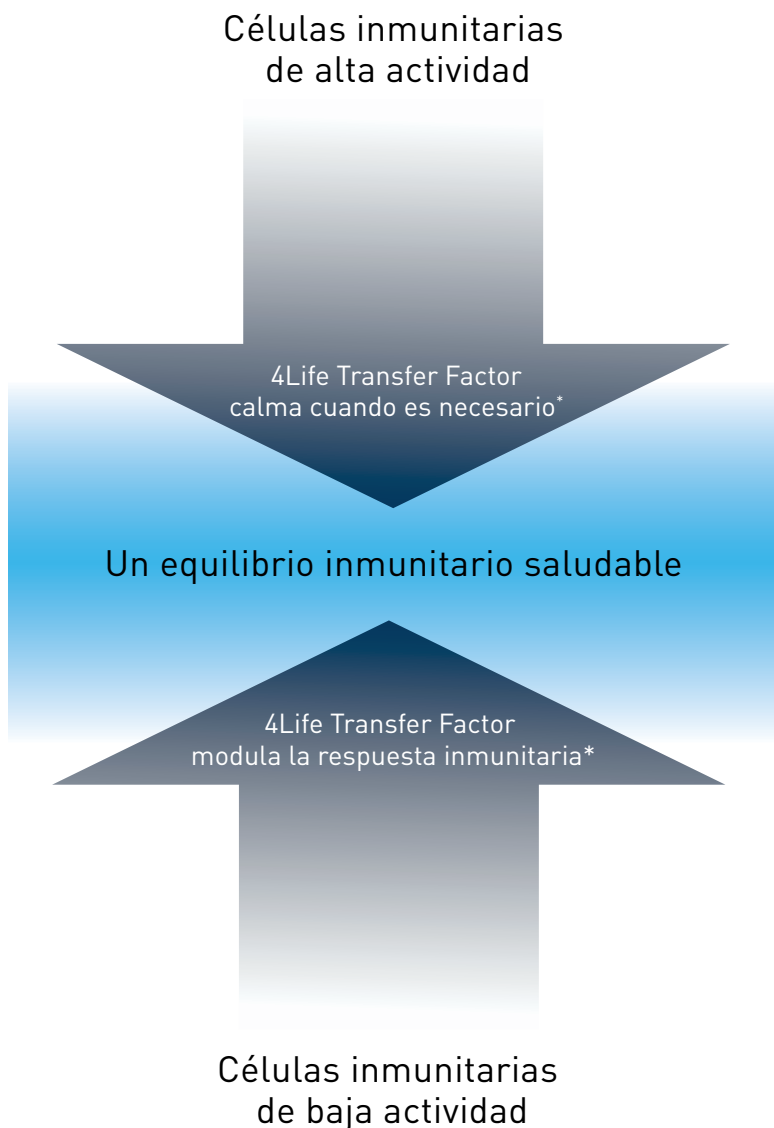 Células inmunitarias
de alta actividad
4Life Transfer Factor
calma cuando es necesario*
Un equilibrio inmunitario saludable
4Life Transfer Factor
modula la respuesta inmunitaria*
Células inmunitarias
de baja actividad